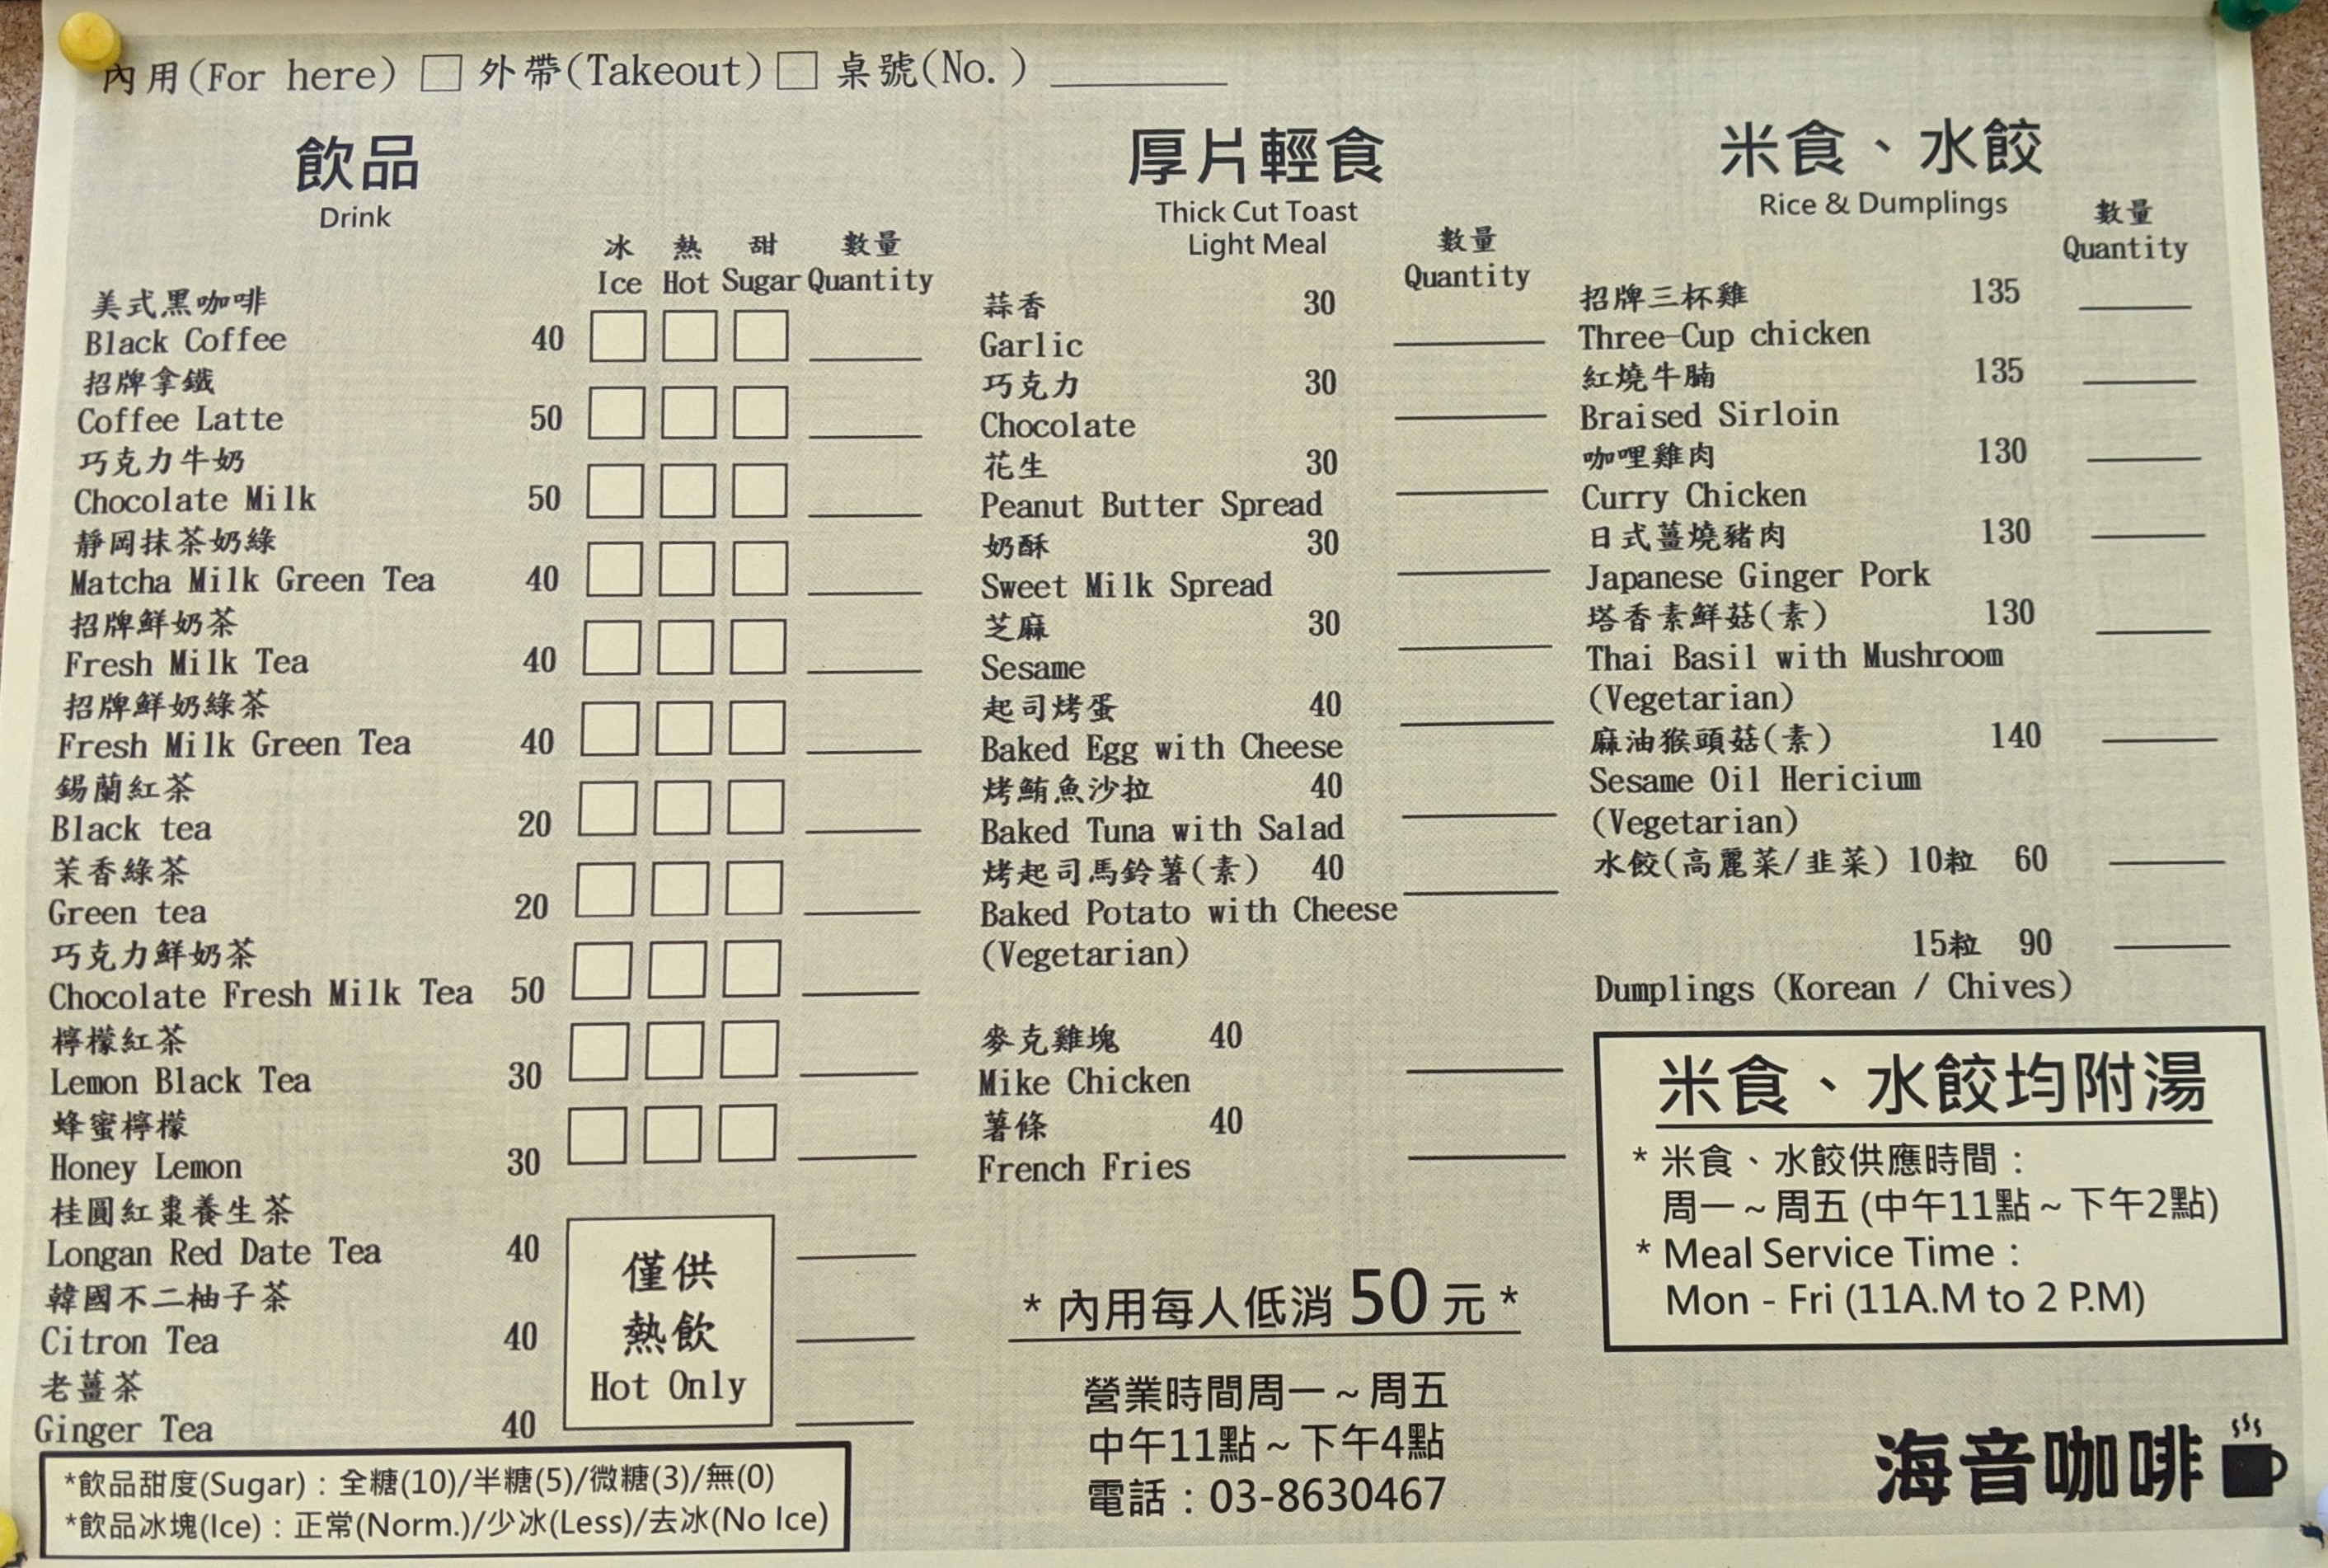 內用(For here) □ 外帶(Takeout) □ 桌號(No.) ________
飲品
Drink
冰 熱 甜 數量
Ice Hot Sugar Quantity
美式黑咖啡
Black Coffee 40
招牌拿鐵
Coffee Latte 50
巧克力牛奶
Chocolate Milk 50
靜岡抹茶奶綠
Matcha Milk Green Tea 40
招牌鮮奶茶
Fresh Milk Tea 40
招牌鮮奶綠茶
Fresh Milk Green Tea 40
錫蘭紅茶
Black tea 20
茉香綠茶
Green tea 20
巧克力鮮奶茶
Chocolate Fresh Milk Tea 50
檸檬紅茶
Lemon Black Tea 30
蜂蜜檸檬
Honey Lemon 30
桂圓紅棗養生茶
Longan Red Date Tea 40
韓國不二柚子茶
Citron Tea 40
老薑茶
Ginger Tea 40
僅供
熱飲
Hot Only
*飲品甜度(Sugar)：全糖(10)/半糖(5)/微糖(3)/無(0)
*飲品冰塊(Ice)：正常(Norm.)/少冰(Less)/去冰(No Ice)
厚片輕食
Thick Cut Toast
Light Meal
數量
Quantity
蒜香 30
Garlic
巧克力 30
Chocolate
花生 30
Peanut Butter Spread
奶酥 30
Sweet Milk Spread
芝麻 30
Sesame
起司烤蛋 40
Baked Egg with Cheese
烤鮪魚沙拉 40
Baked Tuna with Salad
烤起司馬鈴薯(素) 40
Baked Potato with Cheese
(Vegetarian)
麥克雞塊 40
Mike Chicken
薯條 40
French Fries
* 內用每人低消 50 元 *
營業時間周一~周五
中午11點~下午4點
電話：03-8630467
米食、水餃
Rice & Dumplings
數量
Quantity
招牌三杯雞 135
Three-Cup chicken
紅燒牛腩 135
Braised Sirloin
咖哩雞肉 130
Curry Chicken
日式薑燒豬肉 130
Japanese Ginger Pork
塔香素鮮菇(素) 130
Thai Basil with Mushroom
(Vegetarian)
麻油猴頭菇(素) 140
Sesame Oil Hericium
(Vegetarian)
水餃(高麗菜/韭菜) 10粒 60
15粒 90
Dumplings (Korean / Chives)
米食、水餃均附湯
* 米食、水餃供應時間：
周一~周五 (中午11點~下午2點)
* Meal Service Time：
Mon - Fri (11A.M to 2 P.M)
海音咖啡